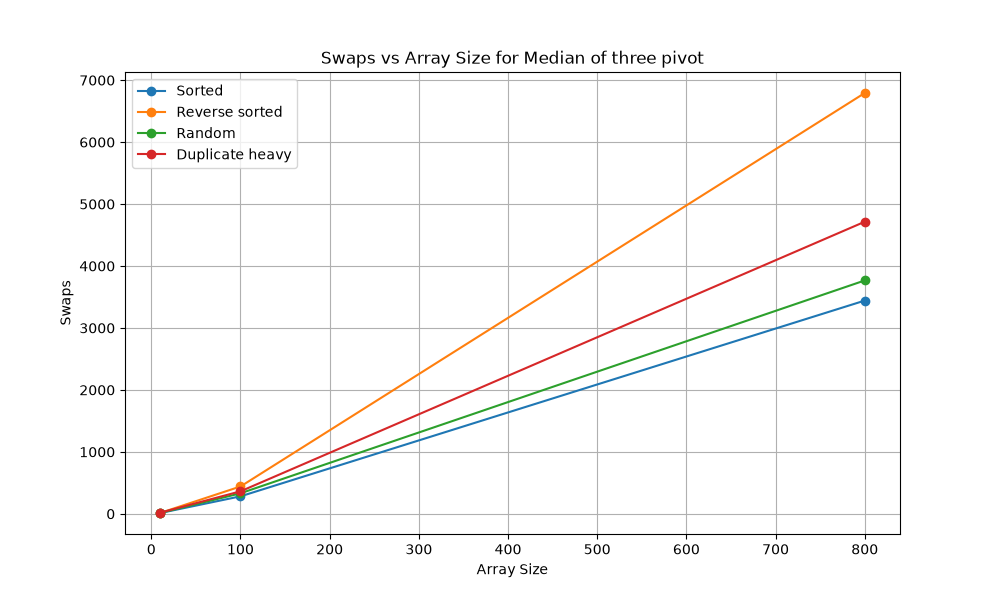 Swaps vs Array Size for Median of three pivot
Sorted
Reverse sorted
Random
Duplicate heavy
7000
6000
5000
4000
3000
2000
1000
0
Swaps
0 100 200 300 400 500 600 700 800
Array Size